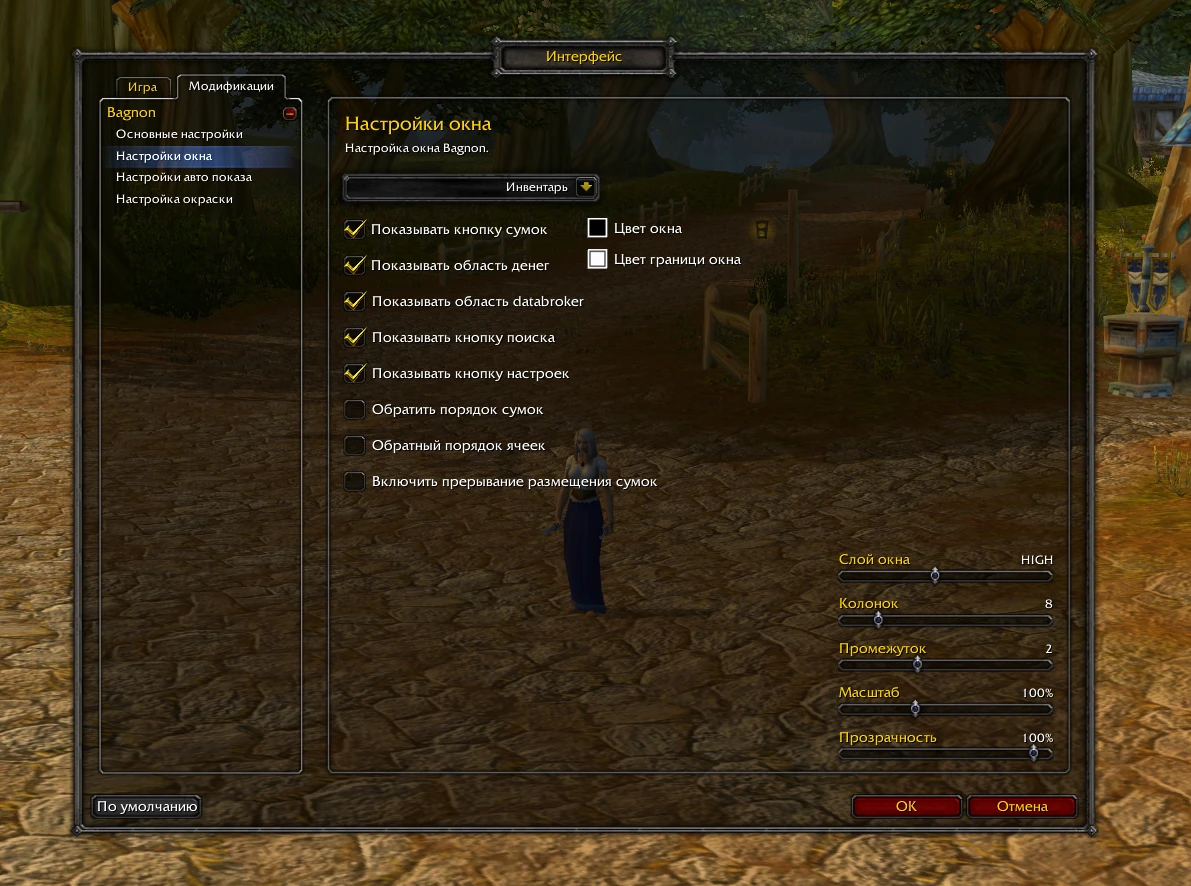 Интерфейс
Игра
Модификации
Bagnon
Основные настройки
Настройки окна
Настройки авто показа
Настройка окраски
Настройки окна
Настройка окна Bagnon.
Инвентарь
Показывать кнопку сумок
Цвет окна
Показывать область денег
Цвет граници окна
Показывать область databroker
Показывать кнопку поиска
Показывать кнопку настроек
Обратить порядок сумок
Обратный порядок ячеек
Включить прерывание размещения сумок
Слой окна HIGH
Колонок 8
Промежуток 2
Масштаб 100%
Прозрачность 100%
По умолчанию
ОК
Отмена